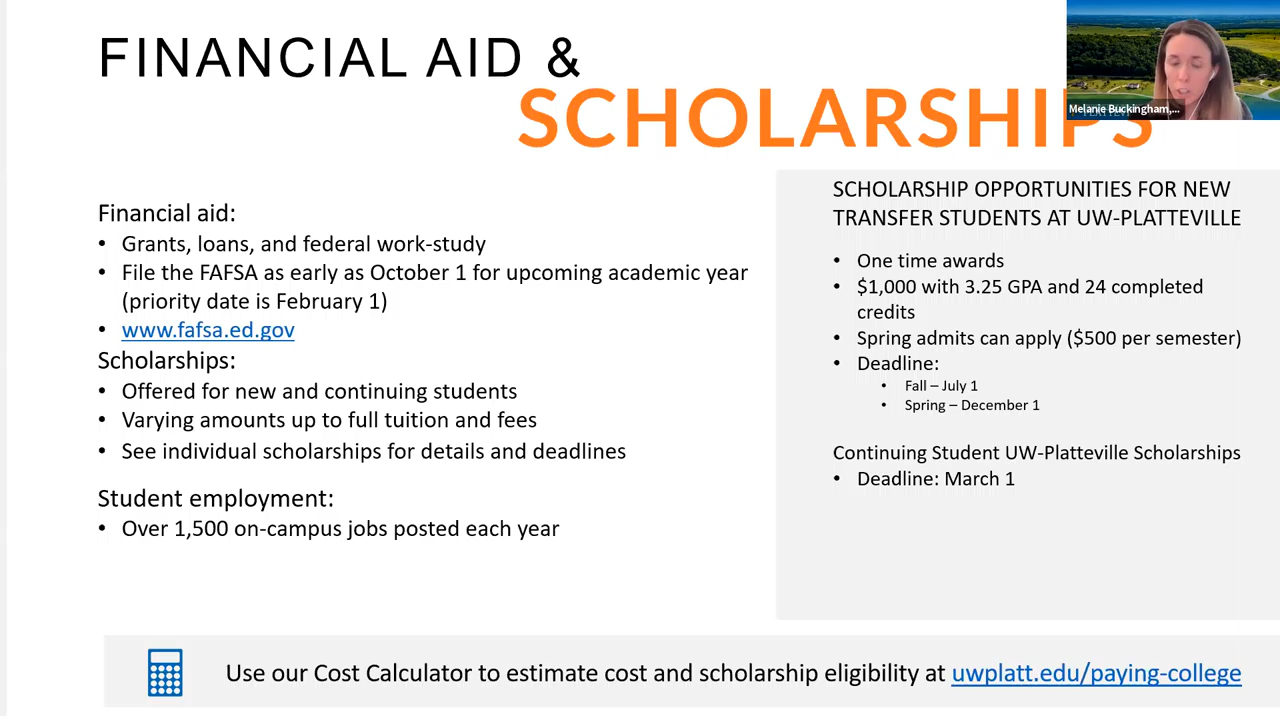 FINANCIAL AID &
SCHOLARSHIPS
Melanie Buckingham,...
Financial aid:
• Grants, loans, and federal work-study
• File the FAFSA as early as October 1 for upcoming academic year
(priority date is February 1)
• www.fafsa.ed.gov
Scholarships:
• Offered for new and continuing students
• Varying amounts up to full tuition and fees
• See individual scholarships for details and deadlines
Student employment:
• Over 1,500 on-campus jobs posted each year
SCHOLARSHIP OPPORTUNITIES FOR NEW
TRANSFER STUDENTS AT UW-PLATTEVILLE
• One time awards
• $1,000 with 3.25 GPA and 24 completed
credits
• Spring admits can apply ($500 per semester)
• Deadline:
• Fall – July 1
• Spring – December 1
Continuing Student UW-Platteville Scholarships
• Deadline: March 1
Use our Cost Calculator to estimate cost and scholarship eligibility at uwplatt.edu/paying-college